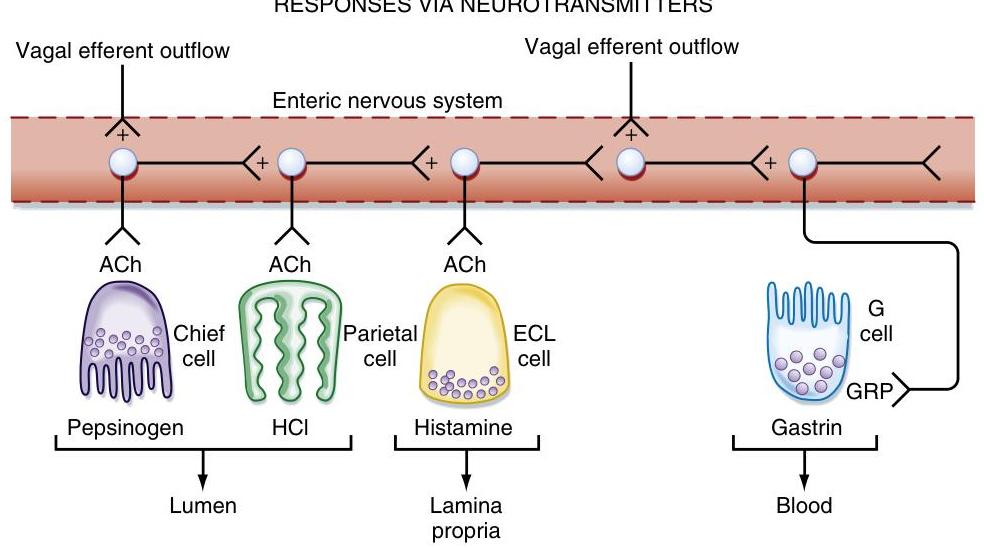 RESPONSES VIA NEUROTRANSMITTERS
Vagal efferent outflow
Vagal efferent outflow
Enteric nervous system
+
+
+
+
+
+
ACh
ACh
ACh
Chief
cell
Parietal
cell
ECL
cell
G
cell
GRP
Pepsinogen
HCl
Histamine
Gastrin
Lumen
Lamina
propria
Blood